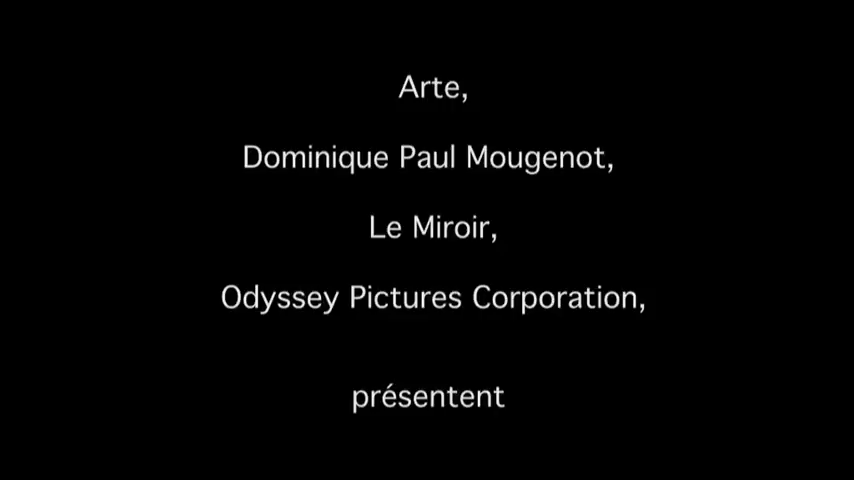 Arte,
Dominique Paul Mougenot,
Le Miroir,
Odyssey Pictures Corporation,
présentent